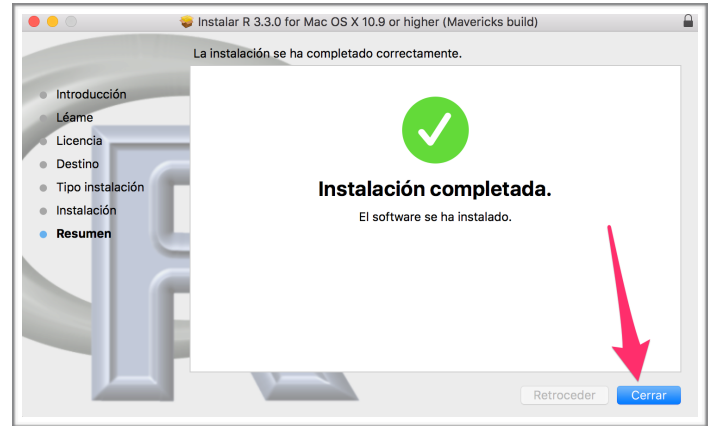 Instalar R 3.3.0 for Mac OS X 10.9 or higher (Mavericks build)
La instalación se ha completado correctamente.
Introducción
Léame
Licencia
Destino
Tipo instalación
Instalación
Resumen
Instalación completada.
El software se ha instalado.
Retroceder
Cerrar
R